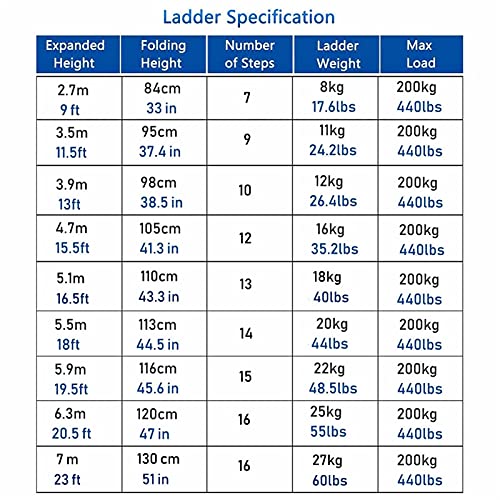 Ladder Specification
Expanded Height Folding Height Number of Steps Ladder Weight Max Load
2.7m 84cm 7 8kg 200kg
9 ft 33 in 17.6lbs 440lbs
3.5m 95cm 9 11kg 200kg
11.5ft 37.4 in 24.2lbs 440lbs
3.9m 98cm 10 12kg 200kg
13ft 38.5 in 26.4lbs 440lbs
4.7m 105cm 12 16kg 200kg
15.5ft 41.3 in 35.2lbs 440lbs
5.1m 110cm 13 18kg 200kg
16.5ft 43.3 in 40lbs 440lbs
5.5m 113cm 14 20kg 200kg
18ft 44.5 in 44lbs 440lbs
5.9m 116cm 15 22kg 200kg
19.5ft 45.6 in 48.5lbs 440lbs
6.3m 120cm 16 25kg 200kg
20.5 ft 47 in 55lbs 440lbs
7 m 130 cm 16 27kg 200kg
23 ft 51 in 60lbs 440lbs